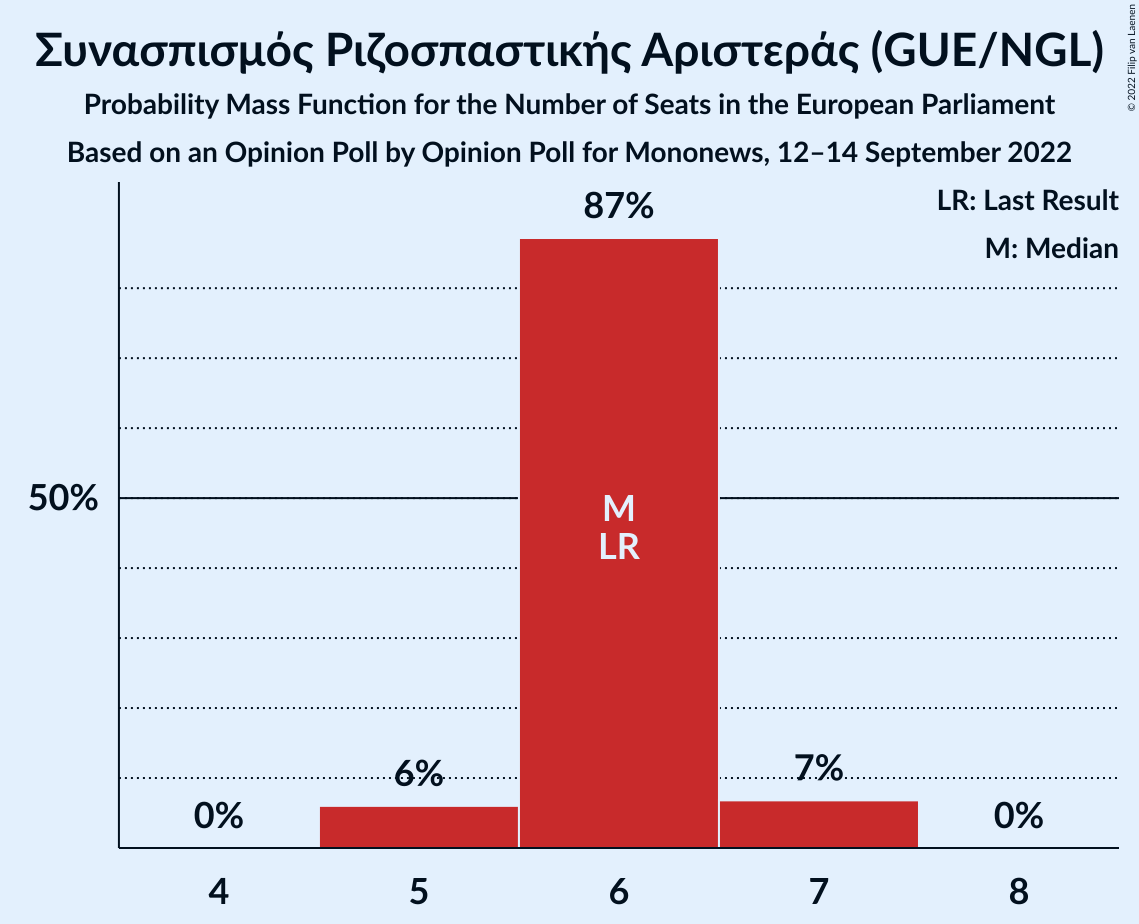 Συνασπισμός Ριζοσπαστικής Αριστεράς (GUE/NGL)
Probability Mass Function for the Number of Seats in the European Parliament
Based on an Opinion Poll by Opinion Poll for Mononews, 12–14 September 2022
© 2022 Filip van Laenen
LR: Last Result
M: Median
87%
50%
M
LR
6%
7%
0%
0%
4 5 6 7 8